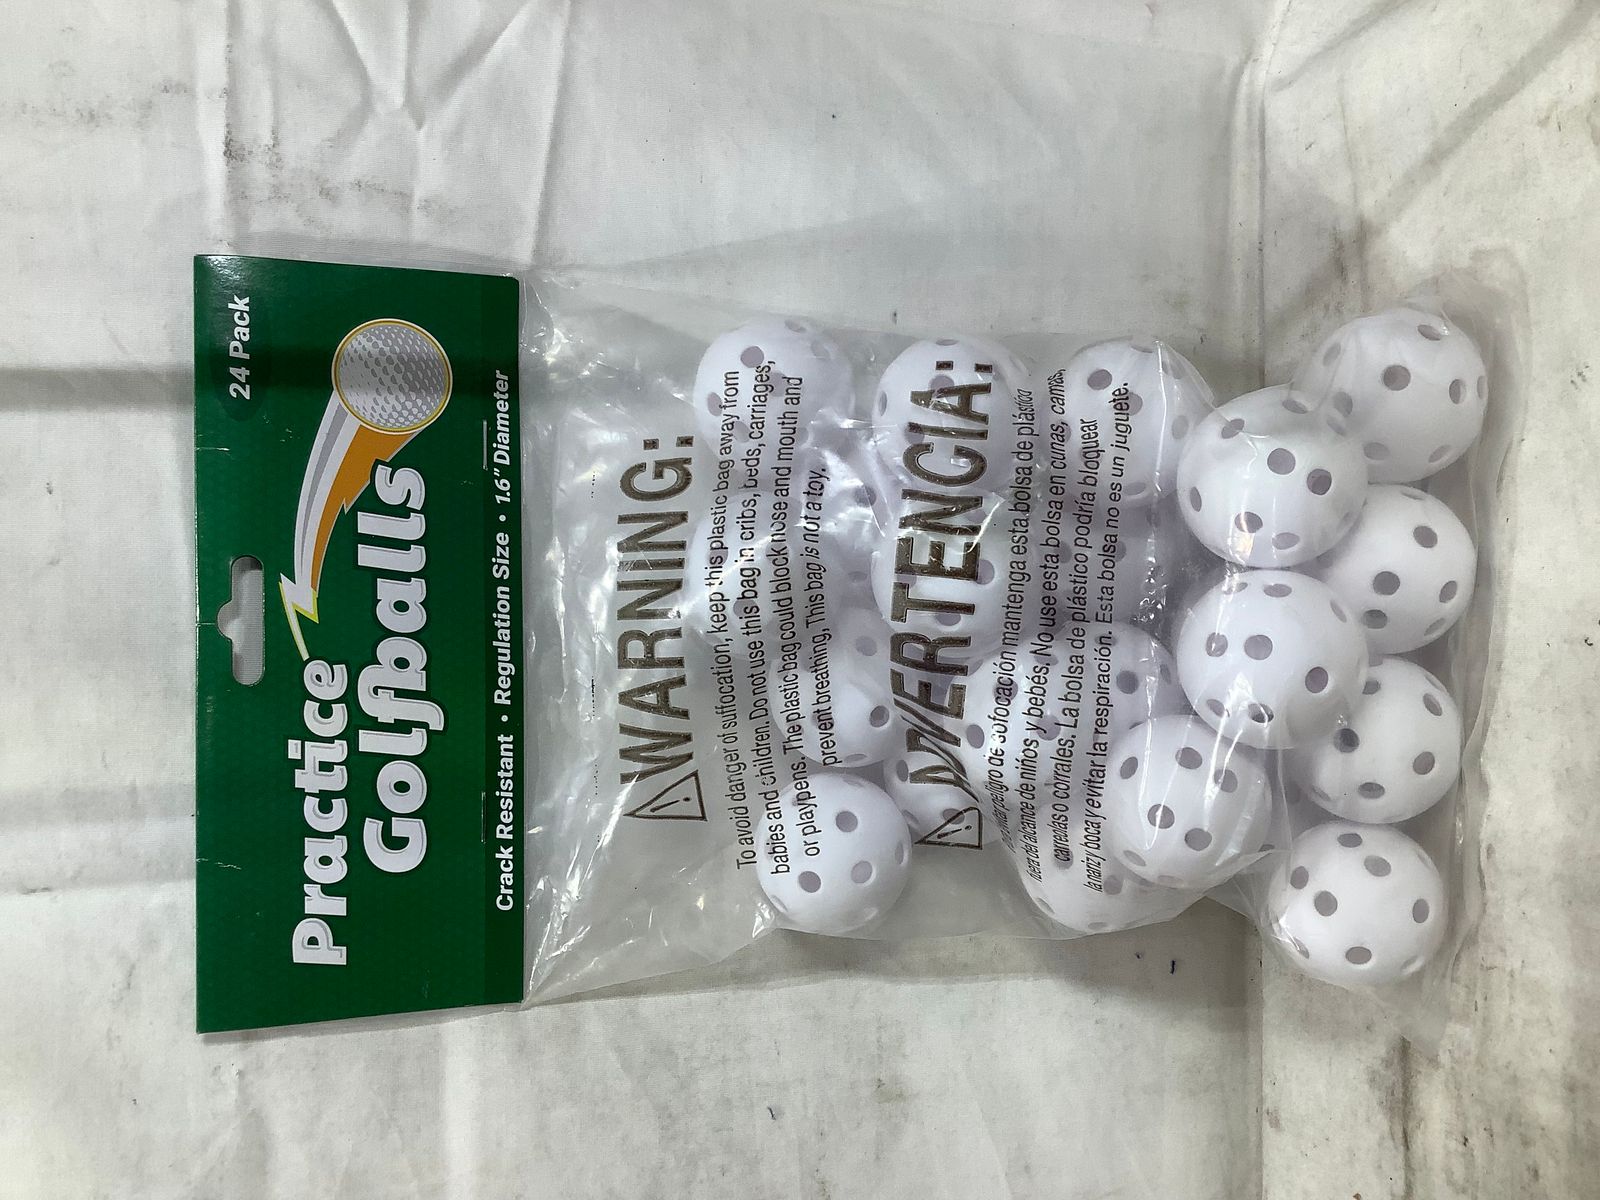 24 Pack
Practice
Golfballs
Crack Resistant • Regulation Size • 1.6" Diameter
WARNING:
To avoid danger of suffocation, keep this plastic bag away from
babies and children. Do not use this bag in cribs, beds, carriages,
or playpens. The plastic bag could block nose and mouth and
prevent breathing, This bag is not a toy.
ADVERTENCIA:
peligro de sofocación mantenga esta bolsa de plástico
fuera del alcance de niños y bebés. No use esta bolsa en cunas, camas,
carreolas o corrales. La bolsa de plástico podría bloquear
la nariz y boca y evitar la respiración. Esta bolsa no es un juguete.